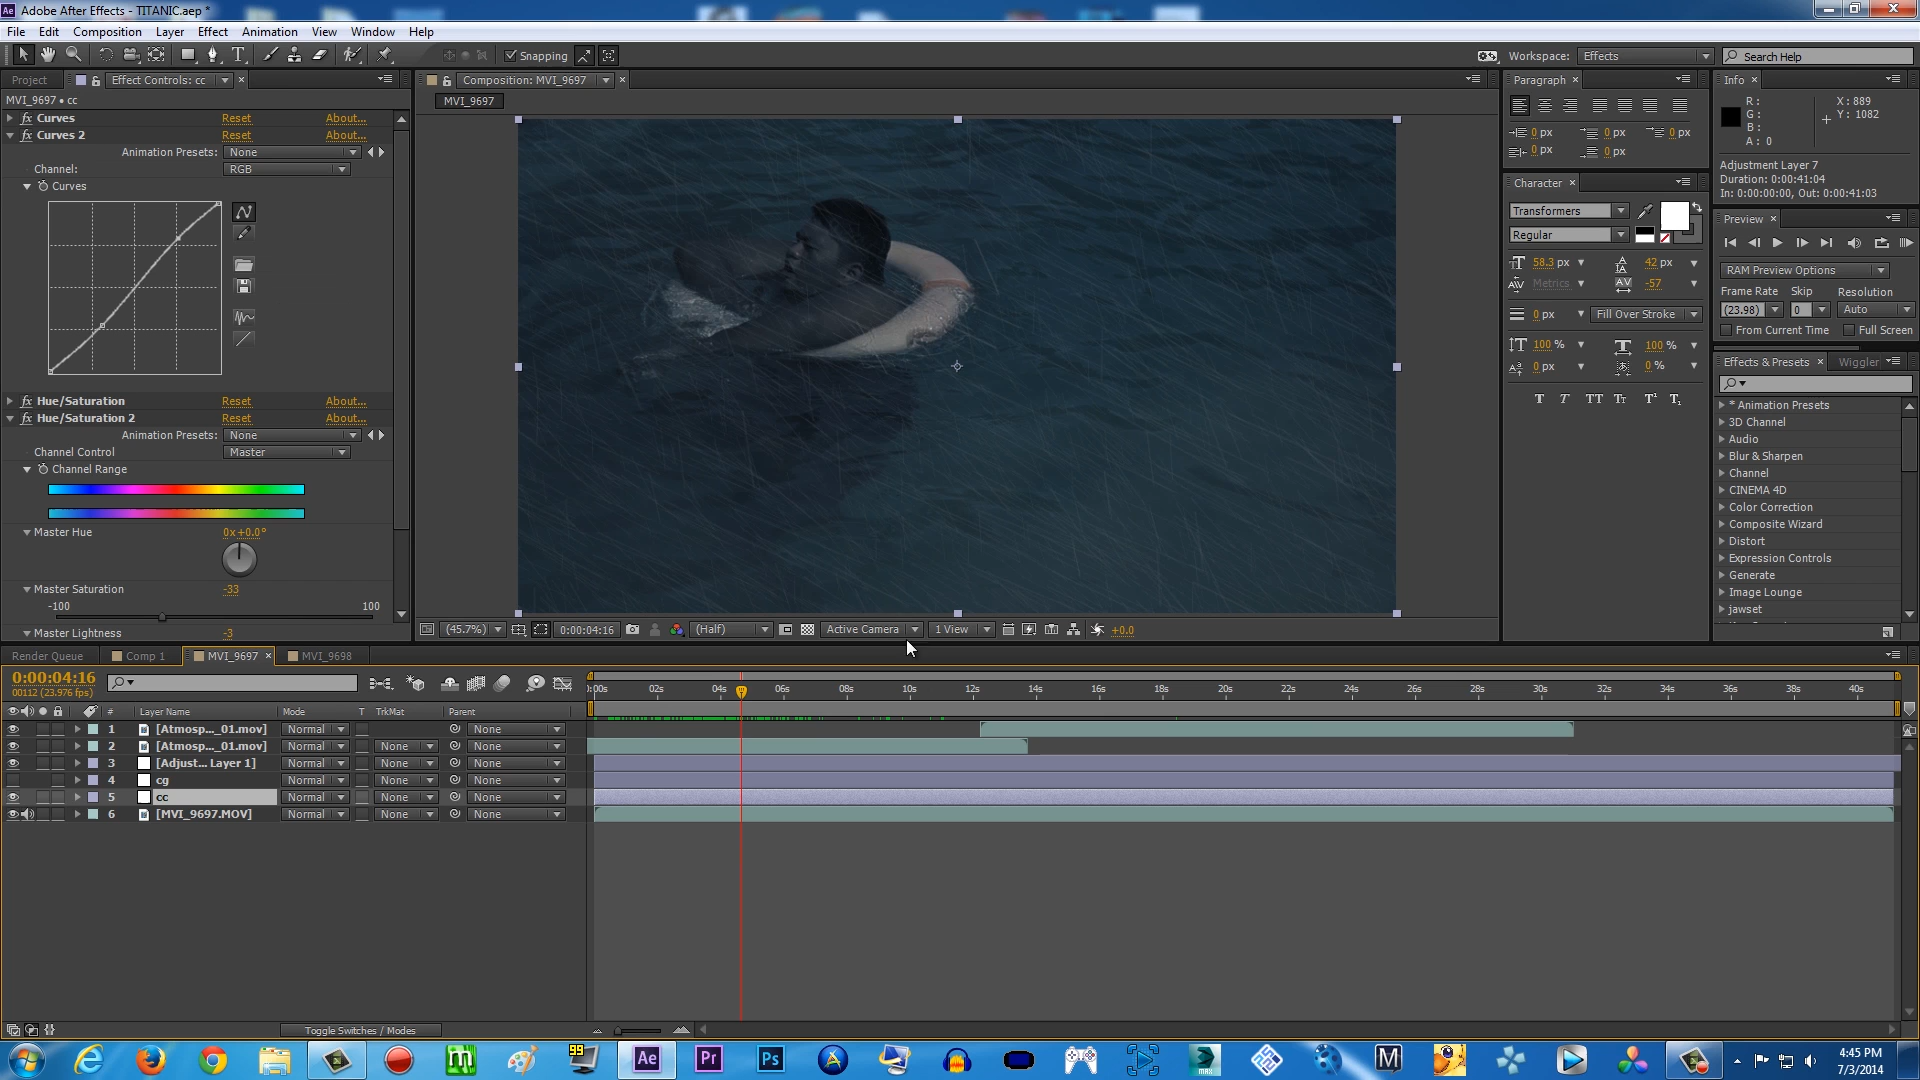 Adobe After Effects - TITANIC.aep *
File Edit Composition Layer Effect Animation View Window Help
Snapping
Workspace: Effects
Search Help
Project
Effect Controls: cc
MVI_9697 • cc
fx Curves Reset About...
fx Curves 2 Reset About...
Animation Presets: None
Channel: RGB
Curves
fx Hue/Saturation Reset About...
fx Hue/Saturation 2 Reset About...
Animation Presets: None
Channel Control Master
Channel Range
Master Hue 0x+0.0°
Master Saturation -33
-100 100
Master Lightness -3
Composition: MVI_9697
MVI_9697
(45.7%) 0:00:04:16 (Half) Active Camera 1 View +0.0
Paragraph
0 px 0 px 0 px
0 px 0 px
Character
Transformers
Regular
58.3 px 42 px
Metrics -57
0 px Fill Over Stroke
100 % 100 %
0 px 0 %
T T TT Tt T¹ T₁
Info
R: X: 889
G: Y: 1082
B:
A: 0
Adjustment Layer 7
Duration: 0:00:41:04
In: 0:00:00:00, Out: 0:00:41:03
Preview
RAM Preview Options
Frame Rate Skip Resolution
(23.98) 0 Auto
From Current Time Full Screen
Effects & Presets Wiggler
* Animation Presets
3D Channel
Audio
Blur & Sharpen
Channel
CINEMA 4D
Color Correction
Composite Wizard
Distort
Expression Controls
Generate
Image Lounge
jawset
Render Queue Comp 1 MVI_9697 MVI_9698
0:00:04:16
00112 (23.976 fps)
:00s 02s 04s 06s 08s 10s 12s 14s 16s 18s 20s 22s 24s 26s 28s 30s 32s 34s 36s 38s 40s
# Layer Name Mode T TrkMat Parent
1 [Atmosp..._01.mov] Normal None
2 [Atmosp..._01.mov] Normal None None
3 [Adjust... Layer 1] Normal None None
4 cg Normal None None
5 cc Normal None None
6 [MVI_9697.MOV] Normal None None
Toggle Switches / Modes
99 Ae Pr Ps MAX M
4:45 PM
7/3/2014